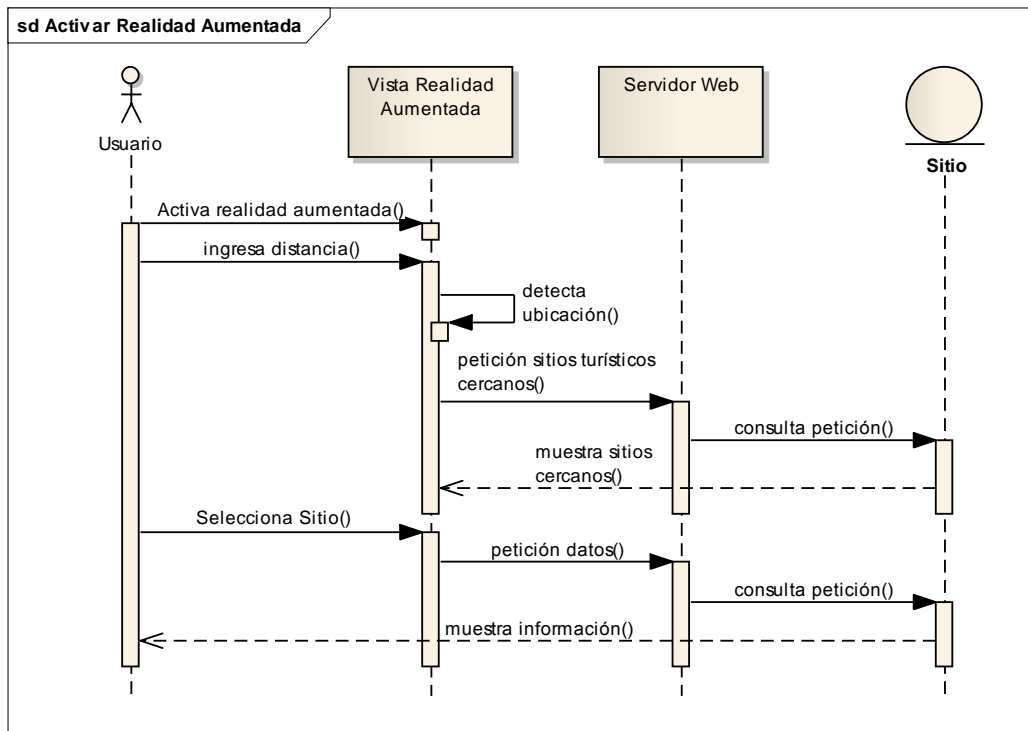 sd Activar Realidad Aumentada
Usuario
Vista Realidad
Aumentada
Servidor Web
Sitio
Activa realidad aumentada()
ingresa distancia()
detecta
ubicación()
petición sitios turísticos
cercanos()
consulta petición()
muestra sitios
cercanos()
Selecciona Sitio()
petición datos()
consulta petición()
muestra información()